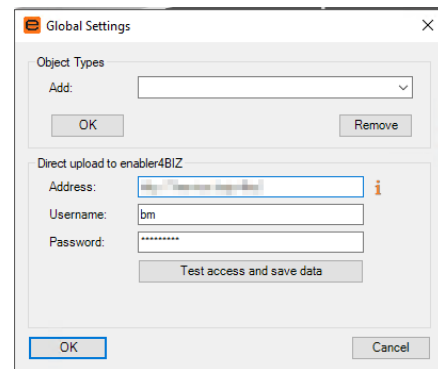 e Global Settings
Object Types
Add:
OK Remove
Direct upload to enabler4BIZ
Address: i
Username: bm
Password: *********
Test access and save data
OK Cancel